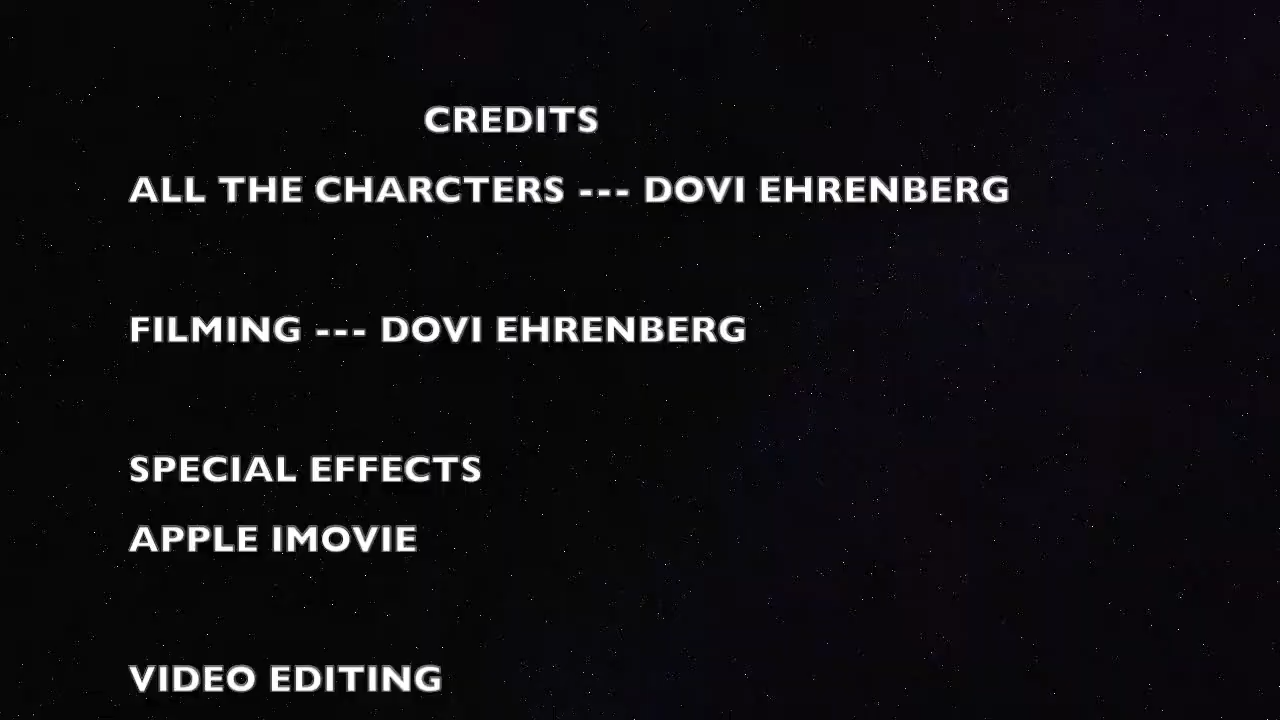 CREDITS
ALL THE CHARCTERS --- DOVI EHRENBERG
FILMING --- DOVI EHRENBERG
SPECIAL EFFECTS
APPLE IMOVIE
VIDEO EDITING